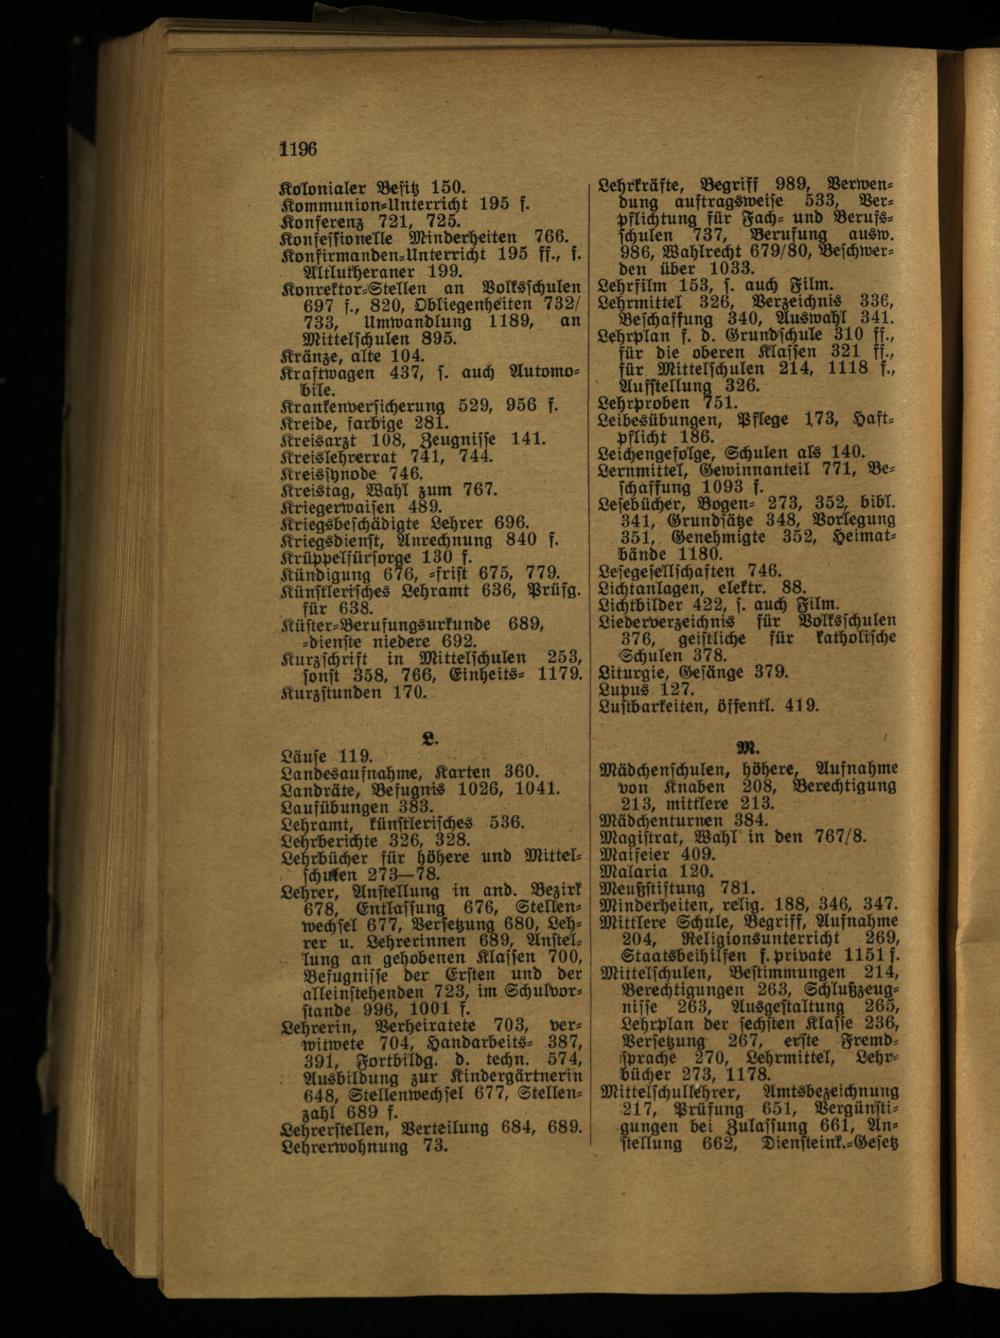 1196
Kolonialer Besitz 150.
Kommunion-Unterricht 195 f.
Konferenz 721, 725.
Konfessionelle Minderheiten 766.
Konfirmanden-Unterricht 195 ff., f.
Altlutheraner 199.
Konrektor-Stellen an Volksschulen
697 f., 820, Obliegenheiten 732/
733, Umwandlung 1189, an
Mittelschulen 895.
Kränze, alte 104.
Kraftwagen 437, s. auch Automo-
bile.
Krankenversicherung 529, 956 f.
Kreide, farbige 281.
Kreisarzt 108, Zeugnisse 141.
Kreislehrerrat 741, 744.
Kreissynode 746.
Kreistag, Wahl zum 767.
Kriegerwaisen 489.
Kriegsbeschädigte Lehrer 696.
Kriegsdienst, Anrechnung 840 f.
Krüppelfürsorge 130 f.
Kündigung 676, -frist 675, 779.
Künstlerisches Lehramt 636, Prüfg.
für 638.
Küster-Berufungsurkunde 689,
-dienste niedere 692.
Kurzschrift in Mittelschulen 253,
sonst 358, 766, Einheits- 1179.
Kurzstunden 170.
L.
Läuse 119.
Landesaufnahme, Karten 360.
Landräte, Befugnis 1026, 1041.
Laufübungen 383.
Lehramt, künstlerisches 536.
Lehrberichte 326, 328.
Lehrbücher für höhere und Mittel-
schulen 273—78.
Lehrer, Anstellung in and. Bezirk
678, Entlassung 676, Stellen-
wechsel 677, Versetzung 680, Leh-
rer u. Lehrerinnen 689, Anstel-
lung an gehobenen Klassen 700,
Befugnisse der Ersten und der
alleinstehenden 723, im Schulvor-
stande 996, 1001 f.
Lehrerin, Verheiratete 703, ver-
witwete 704, Handarbeits- 387,
391, Fortbildg. d. techn. 574,
Ausbildung zur Kindergärtnerin
648, Stellenwechsel 677, Stellen-
zahl 689 f.
Lehrerstellen, Verteilung 684, 689.
Lehrerwohnung 73.
Lehrkräfte, Begriff 989, Verwen-
dung auftragsweise 533, Ver-
pflichtung für Fach- und Berufs-
schulen 737, Berufung ausw.
986, Wahlrecht 679/80, Beschwer-
den über 1033.
Lehrfilm 153, s. auch Film.
Lehrmittel 326, Verzeichnis 336,
Beschaffung 340, Auswahl 341.
Lehrplan f. d. Grundschule 310 ff.,
für die oberen Klassen 321 ff.,
für Mittelschulen 214, 1118 f.,
Aufstellung 326.
Lehrproben 751.
Leibesübungen, Pflege 173, Haft-
pflicht 186.
Leichengefolge, Schulen als 140.
Lernmittel, Gewinnanteil 771, Be-
schaffung 1093 f.
Lesebücher, Bogen- 273, 352, bibl.
341, Grundsätze 348, Vorlegung
351, Genehmigte 352, Heimat-
bände 1180.
Lesegesellschaften 746.
Lichtanlagen, elektr. 88.
Lichtbilder 422, s. auch Film.
Liederverzeichnis für Volksschulen
376, geistliche für katholische
Schulen 378.
Liturgie, Gesänge 379.
Lupus 127.
Lustbarkeiten, öffentl. 419.
M.
Mädchenschulen, höhere, Aufnahme
von Knaben 208, Berechtigung
213, mittlere 213.
Mädchenturnen 384.
Magistrat, Wahl in den 767/8.
Maifeier 409.
Malaria 120.
Meußstiftung 781.
Minderheiten, relig. 188, 346, 347.
Mittlere Schule, Begriff, Aufnahme
204, Religionsunterricht 269,
Staatsbeihilfen f. private 1151 f.
Mittelschulen, Bestimmungen 214,
Berechtigungen 263, Schlußzeug-
nisse 263, Ausgestaltung 265,
Lehrplan der sechsten Klasse 236,
Versetzung 267, erste Fremd-
sprache 270, Lehrmittel, Lehr-
bücher 273, 1178.
Mittelschullehrer, Amtsbezeichnung
217, Prüfung 651, Vergünsti-
gungen bei Zulassung 661, An-
stellung 662, Diensteink.-Gesetz